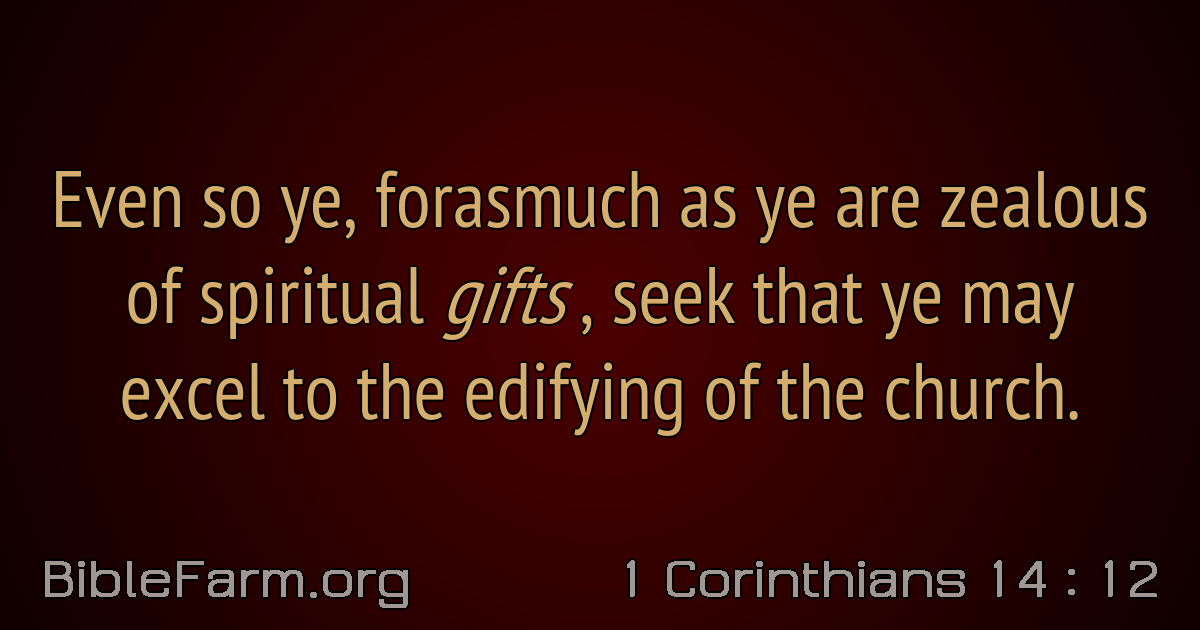 Even so ye, forasmuch as ye are zealous
of spiritual gifts , seek that ye may
excel to the edifying of the church.
BibleFarm.org
1 Corinthians 14 : 12